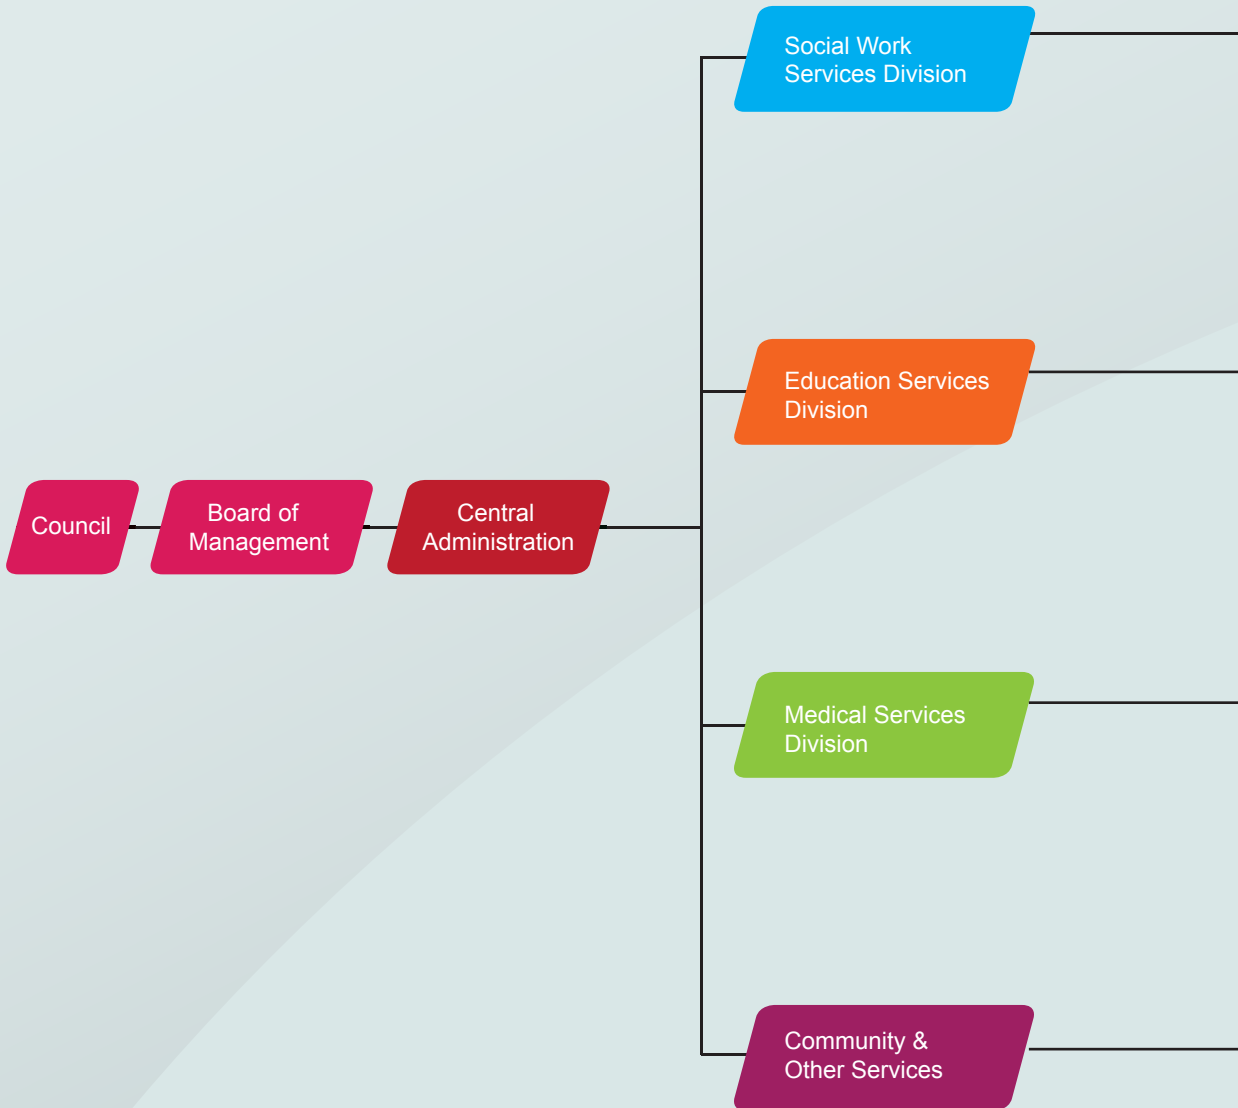 Social Work
Services Division
Education Services
Division
Council
Board of
Management
Central
Administration
Medical Services
Division
Community &
Other Services